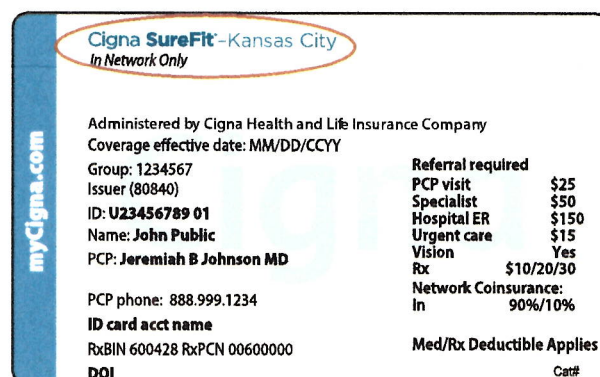 Cigna SureFit®-Kansas City
In Network Only
Administered by Cigna Health and Life Insurance Company
Coverage effective date: MM/DD/CCYY
Group: 1234567
Issuer (80840)
ID: U23456789 01
Name: John Public
PCP: Jeremiah B Johnson MD
PCP phone: 888.999.1234
ID card acct name
RxBIN 600428 RxPCN 00600000
DOI
Referral required
PCP visit $25
Specialist $50
Hospital ER $150
Urgent care $15
Vision Yes
Rx $10/20/30
Network Coinsurance:
In 90%/10%
Med/Rx Deductible Applies
Cat#
myCigna.com
Cigna